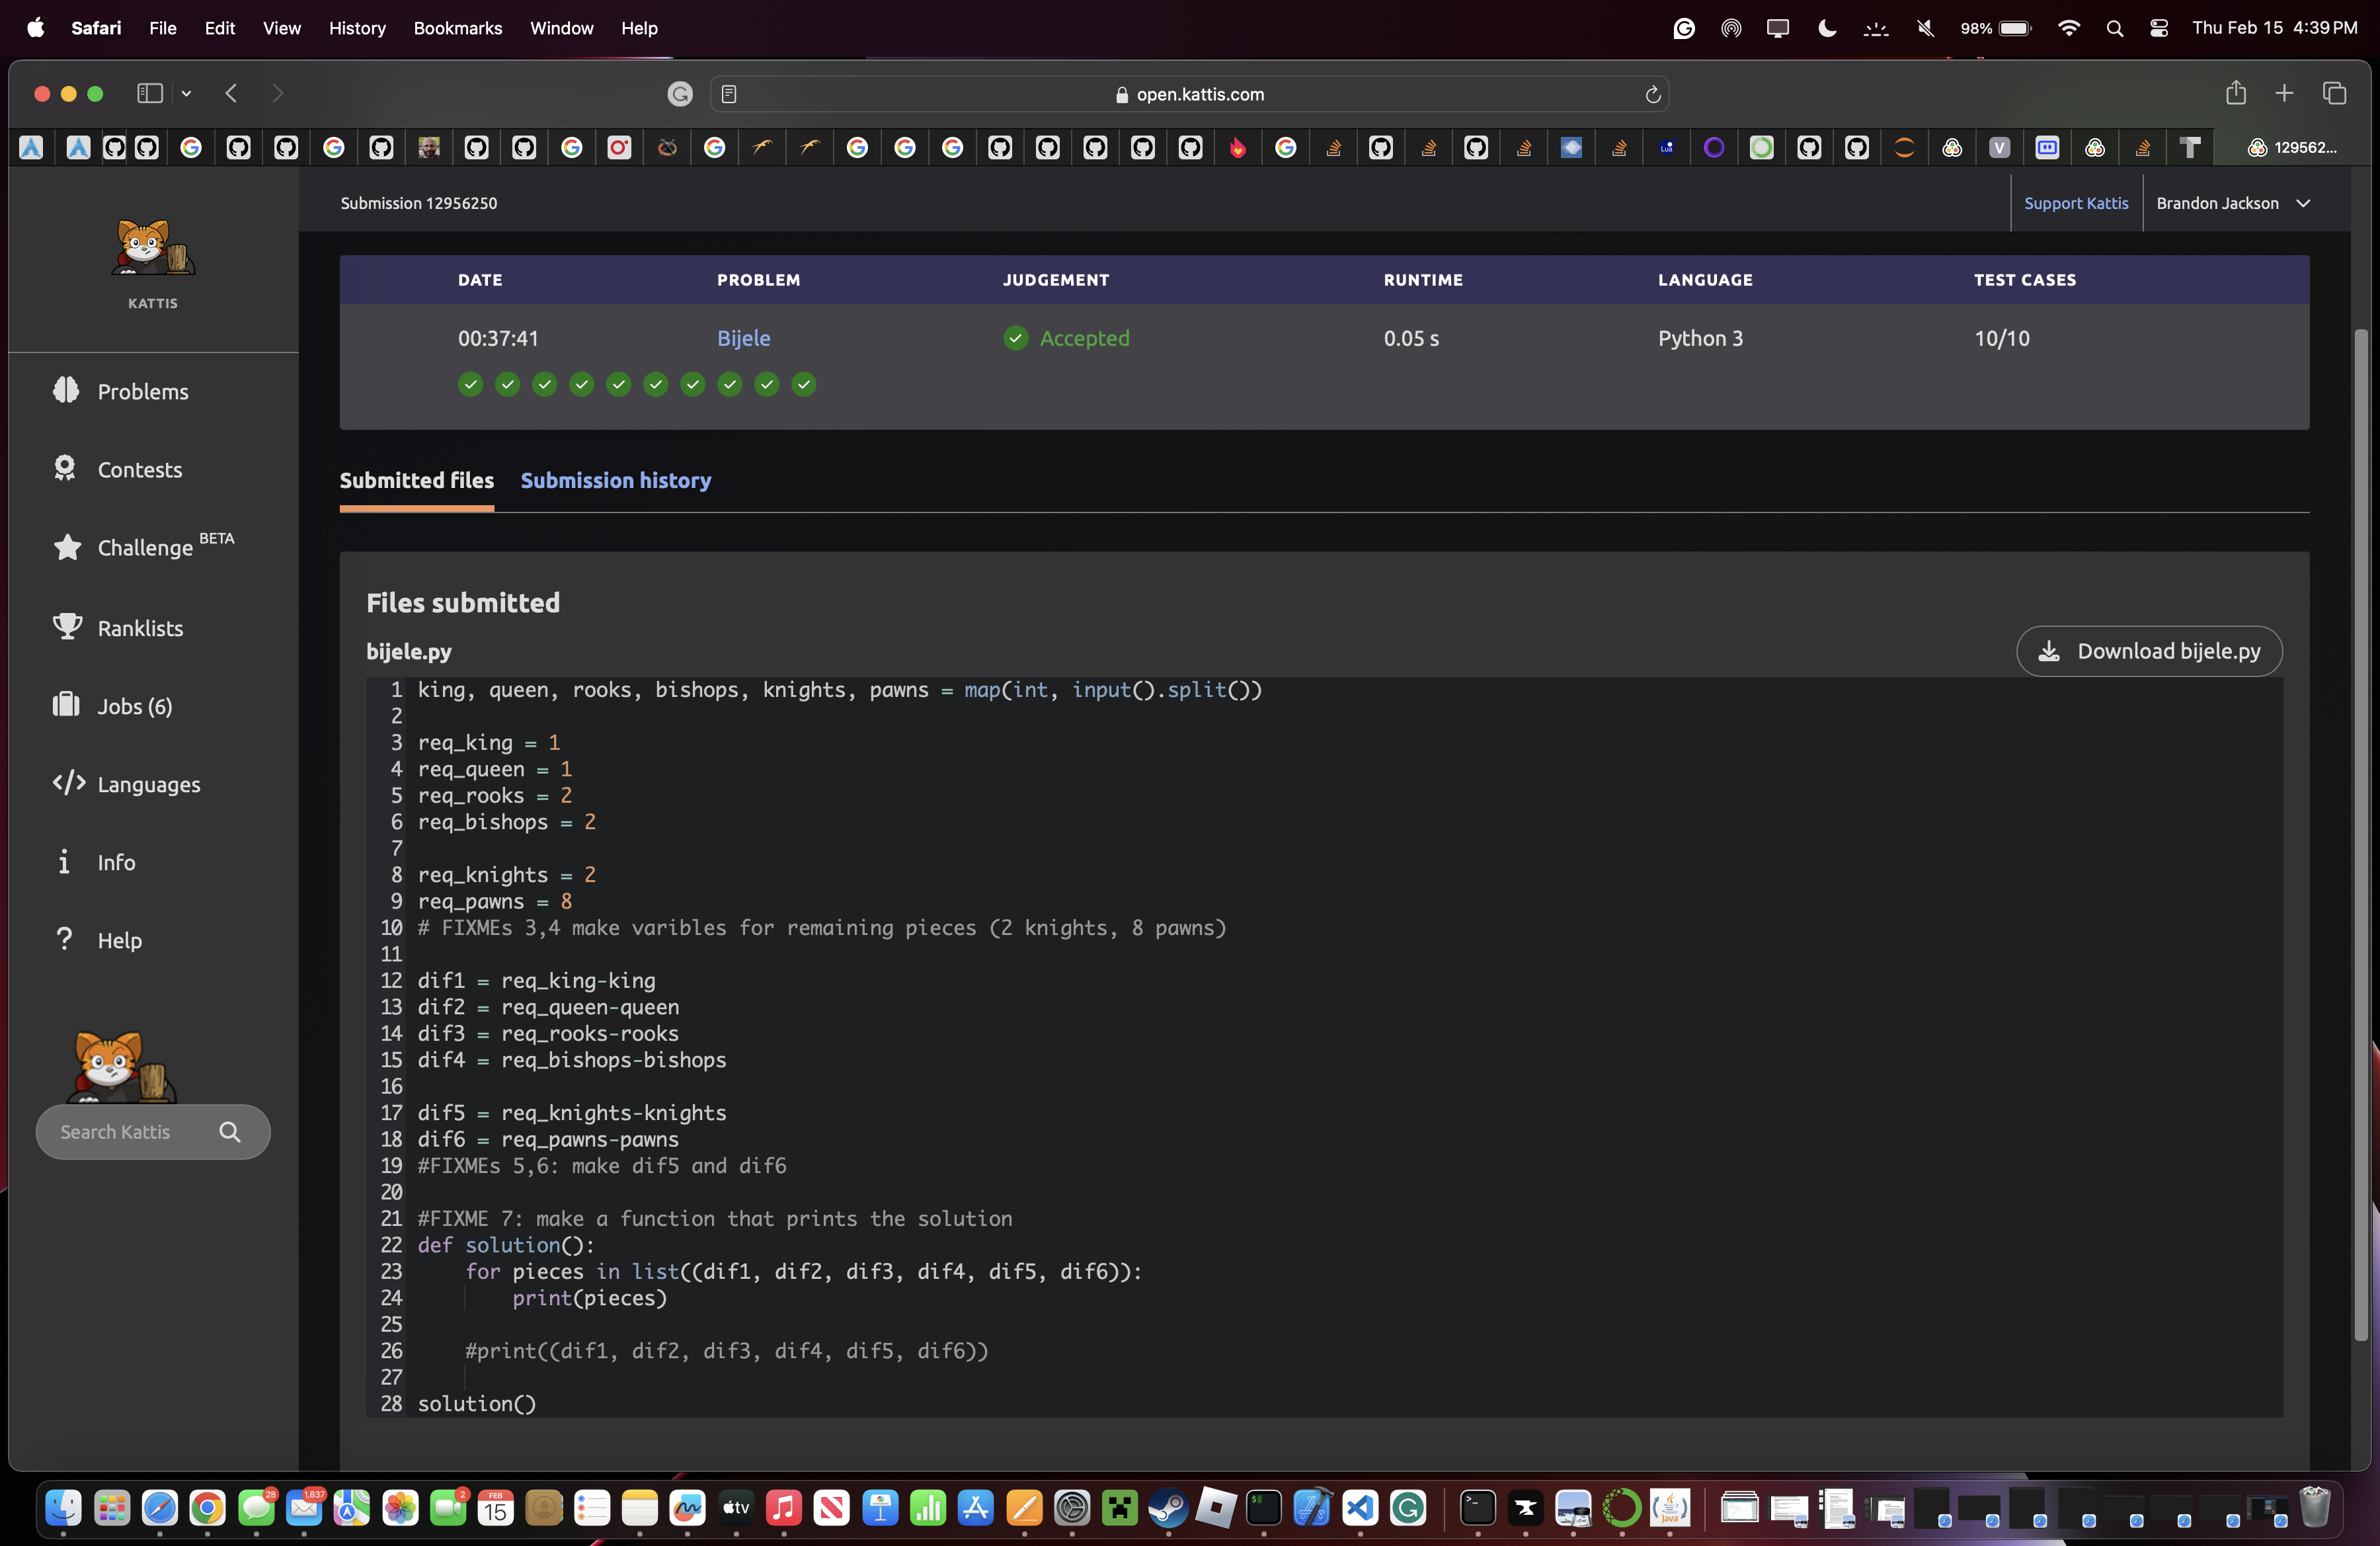 Safari File Edit View History Bookmarks Window Help 98% Thu Feb 15 4:39 PM
open.kattis.com
129562...
Submission 12956250 Support Kattis Brandon Jackson
KATTIS
DATE PROBLEM JUDGEMENT RUNTIME LANGUAGE TEST CASES
00:37:41 Bijele Accepted 0.05 s Python 3 10/10
Problems
Contests
Challenge BETA
Ranklists
Jobs (6)
Languages
Info
Help
Search Kattis
Submitted files Submission history
Files submitted
bijele.py Download bijele.py
1 king, queen, rooks, bishops, knights, pawns = map(int, input().split())
2
3 req_king = 1
4 req_queen = 1
5 req_rooks = 2
6 req_bishops = 2
7
8 req_knights = 2
9 req_pawns = 8
10 # FIXMEs 3,4 make varibles for remaining pieces (2 knights, 8 pawns)
11
12 dif1 = req_king-king
13 dif2 = req_queen-queen
14 dif3 = req_rooks-rooks
15 dif4 = req_bishops-bishops
16
17 dif5 = req_knights-knights
18 dif6 = req_pawns-pawns
19 #FIXMEs 5,6: make dif5 and dif6
20
21 #FIXME 7: make a function that prints the solution
22 def solution():
23     for pieces in list((dif1, dif2, dif3, dif4, dif5, dif6)):
24         print(pieces)
25
26     #print((dif1, dif2, dif3, dif4, dif5, dif6))
27
28 solution()
28 1,837 2 FEB 15 tv Java